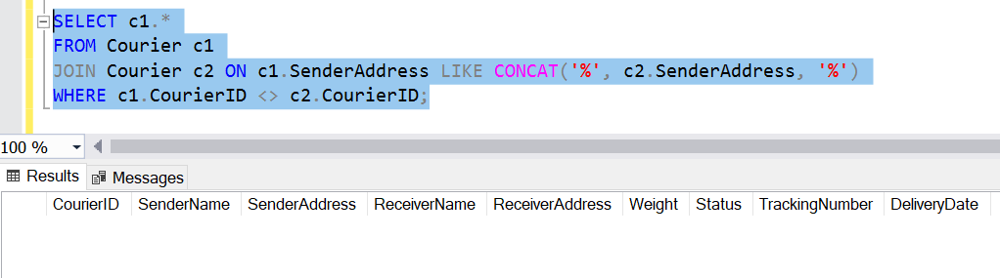 SELECT c1.*
FROM Courier c1
JOIN Courier c2 ON c1.SenderAddress LIKE CONCAT('%', c2.SenderAddress, '%')
WHERE c1.CourierID <> c2.CourierID;
100 %
Results Messages
CourierID SenderName SenderAddress ReceiverName ReceiverAddress Weight Status TrackingNumber DeliveryDate